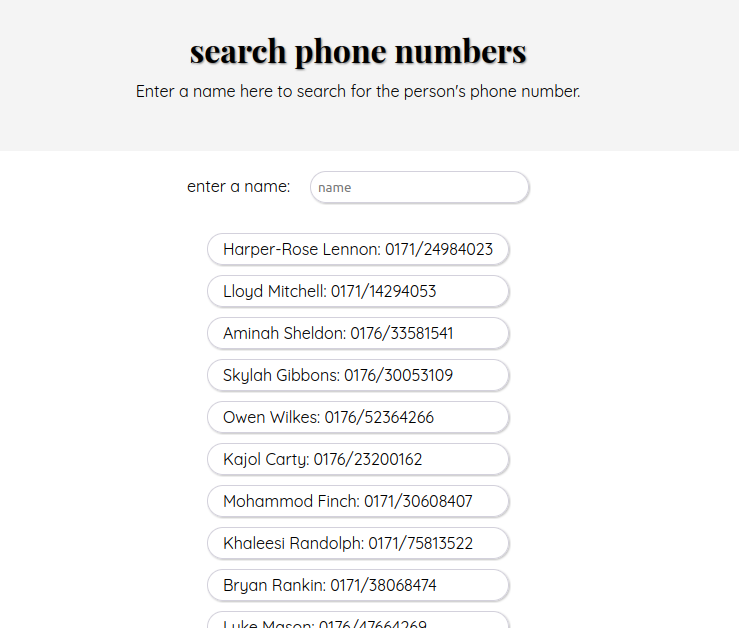 search phone numbers
Enter a name here to search for the person's phone number.
enter a name: name
Harper-Rose Lennon: 0171/24984023
Lloyd Mitchell: 0171/14294053
Aminah Sheldon: 0176/33581541
Skylah Gibbons: 0176/30053109
Owen Wilkes: 0176/52364266
Kajol Carty: 0176/23200162
Mohammod Finch: 0171/30608407
Khaleesi Randolph: 0171/75813522
Bryan Rankin: 0171/38068474
Luke Mason: 0176/47664269